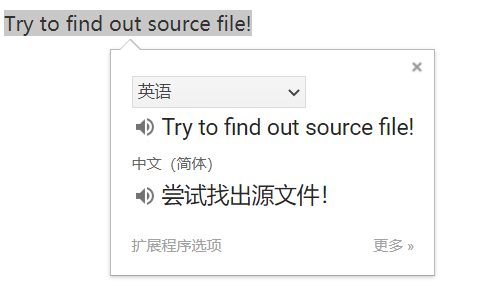 Try to find out source file!
英语
Try to find out source file!
中文（简体）
尝试找出源文件！
扩展程序选项
更多 »